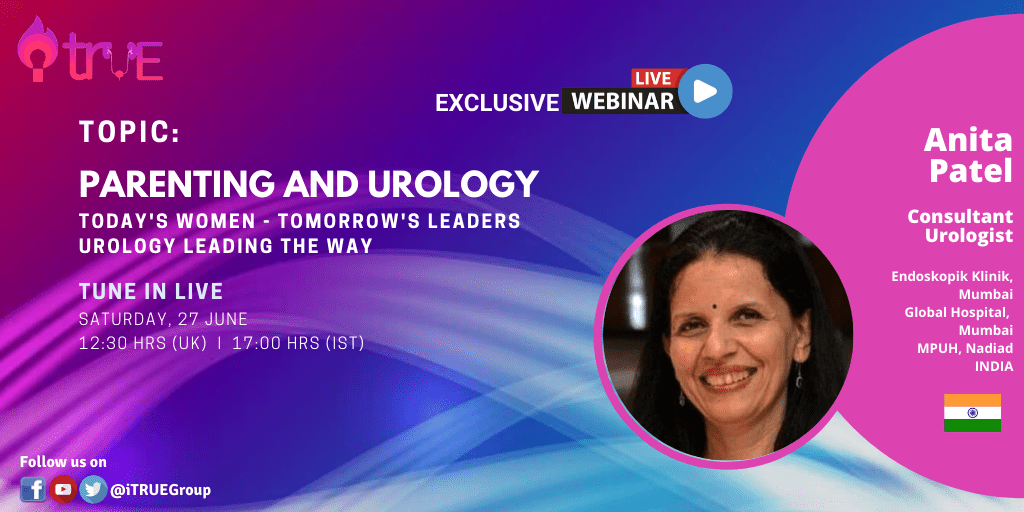 itruE
EXCLUSIVE LIVE WEBINAR
TOPIC:
PARENTING AND UROLOGY
TODAY'S WOMEN - TOMORROW'S LEADERS
UROLOGY LEADING THE WAY
TUNE IN LIVE
SATURDAY, 27 JUNE
12:30 HRS (UK) I 17:00 HRS (IST)
Anita
Patel
Consultant
Urologist
Endoskopik Klinik,
Mumbai
Global Hospital,
Mumbai
MPUH, Nadiad
INDIA
Follow us on
@iTRUEGroup